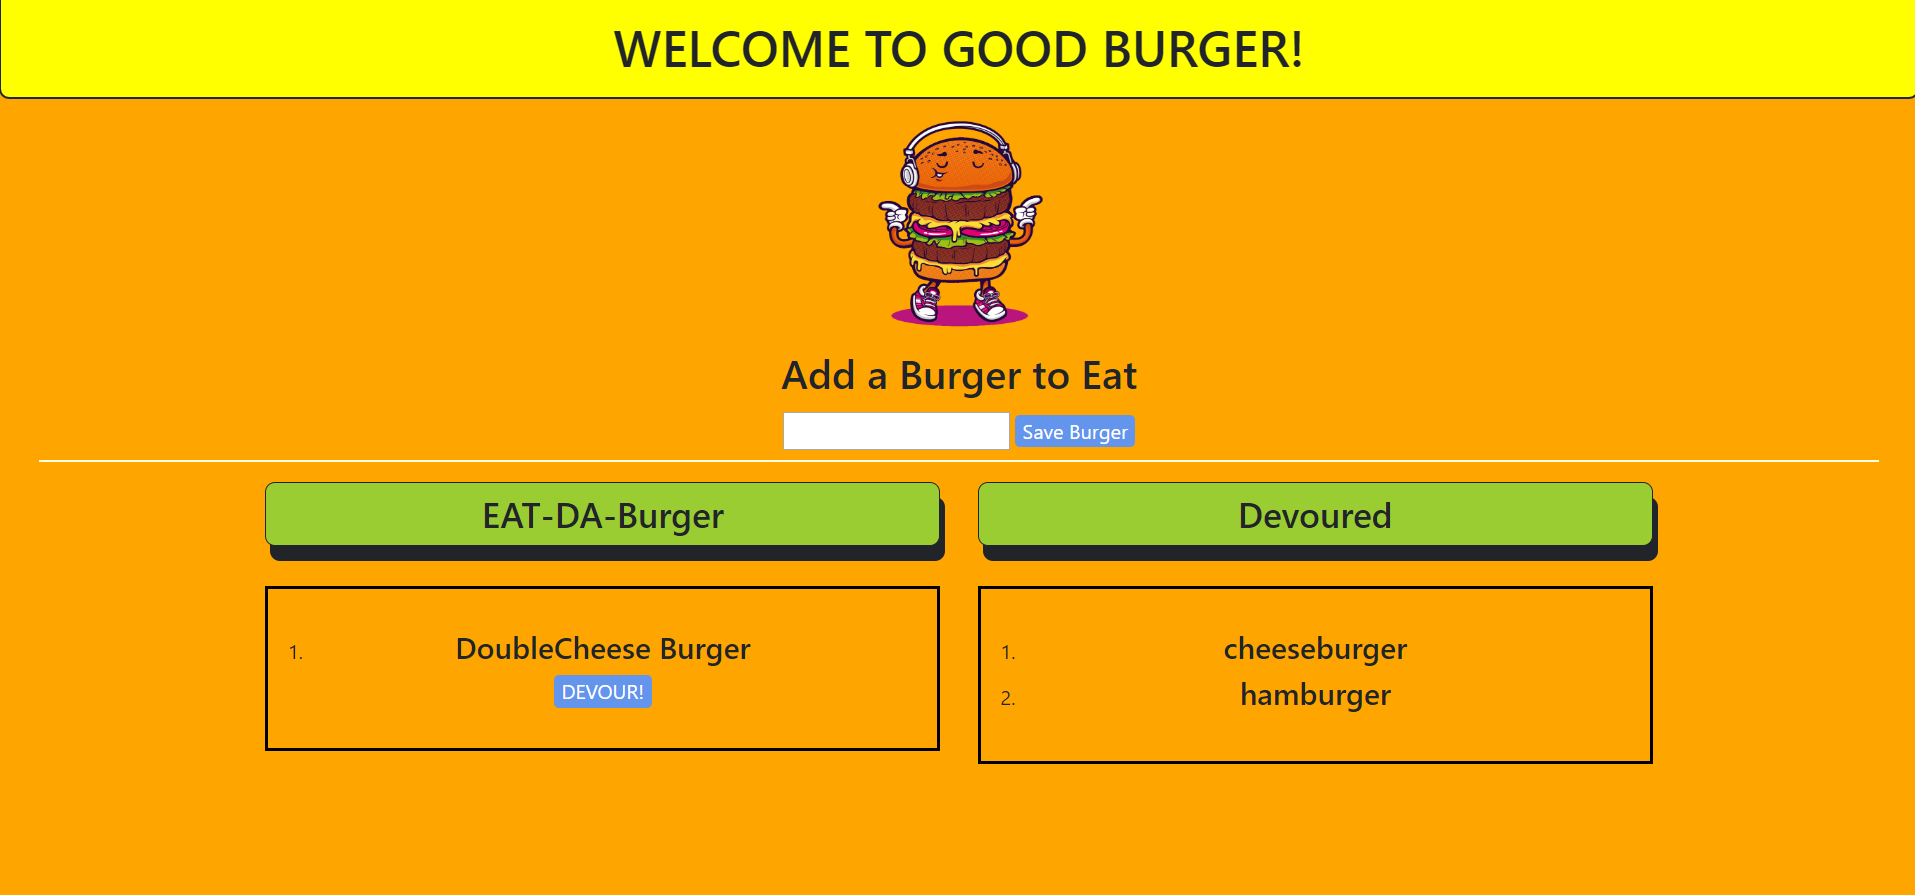 WELCOME TO GOOD BURGER!
Add a Burger to Eat
Save Burger
EAT-DA-Burger
1. DoubleCheese Burger
DEVOUR!
Devoured
1. cheeseburger
2. hamburger